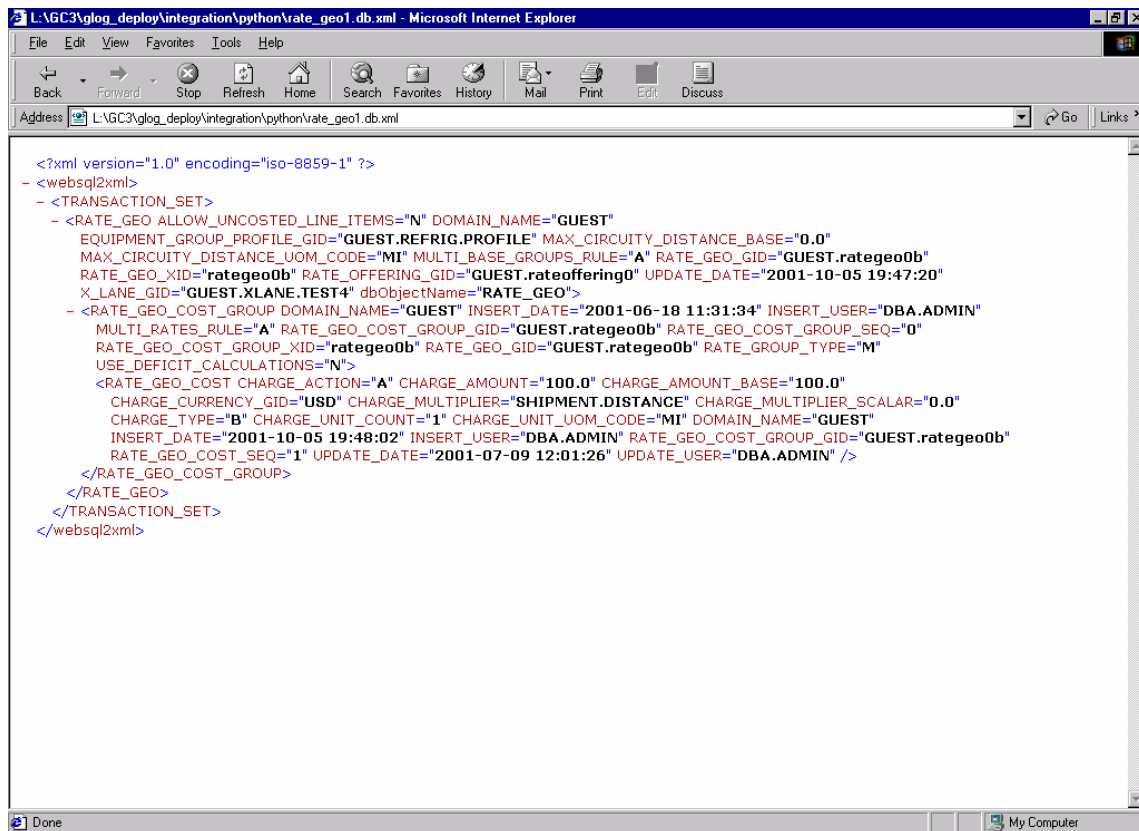 L:\GC3\glog_deploy\integration\python\rate_geo1.db.xml - Microsoft Internet Explorer
File Edit View Favorites Tools Help
Back Forward Stop Refresh Home Search Favorites History Mail Print Edit Discuss
Address L:\GC3\glog_deploy\integration\python\rate_geo1.db.xml Go Links
<?xml version="1.0" encoding="iso-8859-1" ?>
- <websql2xml>
- <TRANSACTION_SET>
- <RATE_GEO ALLOW_UNCOSTED_LINE_ITEMS="N" DOMAIN_NAME="GUEST"
EQUIPMENT_GROUP_PROFILE_GID="GUEST.REFRIG.PROFILE" MAX_CIRCUITY_DISTANCE_BASE="0.0"
MAX_CIRCUITY_DISTANCE_UOM_CODE="MI" MULTI_BASE_GROUPS_RULE="A" RATE_GEO_GID="GUEST.rategeo0b"
RATE_GEO_XID="rategeo0b" RATE_OFFERING_GID="GUEST.rateoffering0" UPDATE_DATE="2001-10-05 19:47:20"
X_LANE_GID="GUEST.XLANE.TEST4" dbObjectName="RATE_GEO">
- <RATE_GEO_COST_GROUP DOMAIN_NAME="GUEST" INSERT_DATE="2001-06-18 11:31:34" INSERT_USER="DBA.ADMIN"
MULTI_RATES_RULE="A" RATE_GEO_COST_GROUP_GID="GUEST.rategeo0b" RATE_GEO_COST_GROUP_SEQ="0"
RATE_GEO_COST_GROUP_XID="rategeo0b" RATE_GEO_GID="GUEST.rategeo0b" RATE_GROUP_TYPE="M"
USE_DEFICIT_CALCULATIONS="N">
<RATE_GEO_COST CHARGE_ACTION="A" CHARGE_AMOUNT="100.0" CHARGE_AMOUNT_BASE="100.0"
CHARGE_CURRENCY_GID="USD" CHARGE_MULTIPLIER="SHIPMENT.DISTANCE" CHARGE_MULTIPLIER_SCALAR="0.0"
CHARGE_TYPE="B" CHARGE_UNIT_COUNT="1" CHARGE_UNIT_UOM_CODE="MI" DOMAIN_NAME="GUEST"
INSERT_DATE="2001-10-05 19:48:02" INSERT_USER="DBA.ADMIN" RATE_GEO_COST_GROUP_GID="GUEST.rategeo0b"
RATE_GEO_COST_SEQ="1" UPDATE_DATE="2001-07-09 12:01:26" UPDATE_USER="DBA.ADMIN" />
</RATE_GEO_COST_GROUP>
</RATE_GEO>
</TRANSACTION_SET>
</websql2xml>
Done My Computer